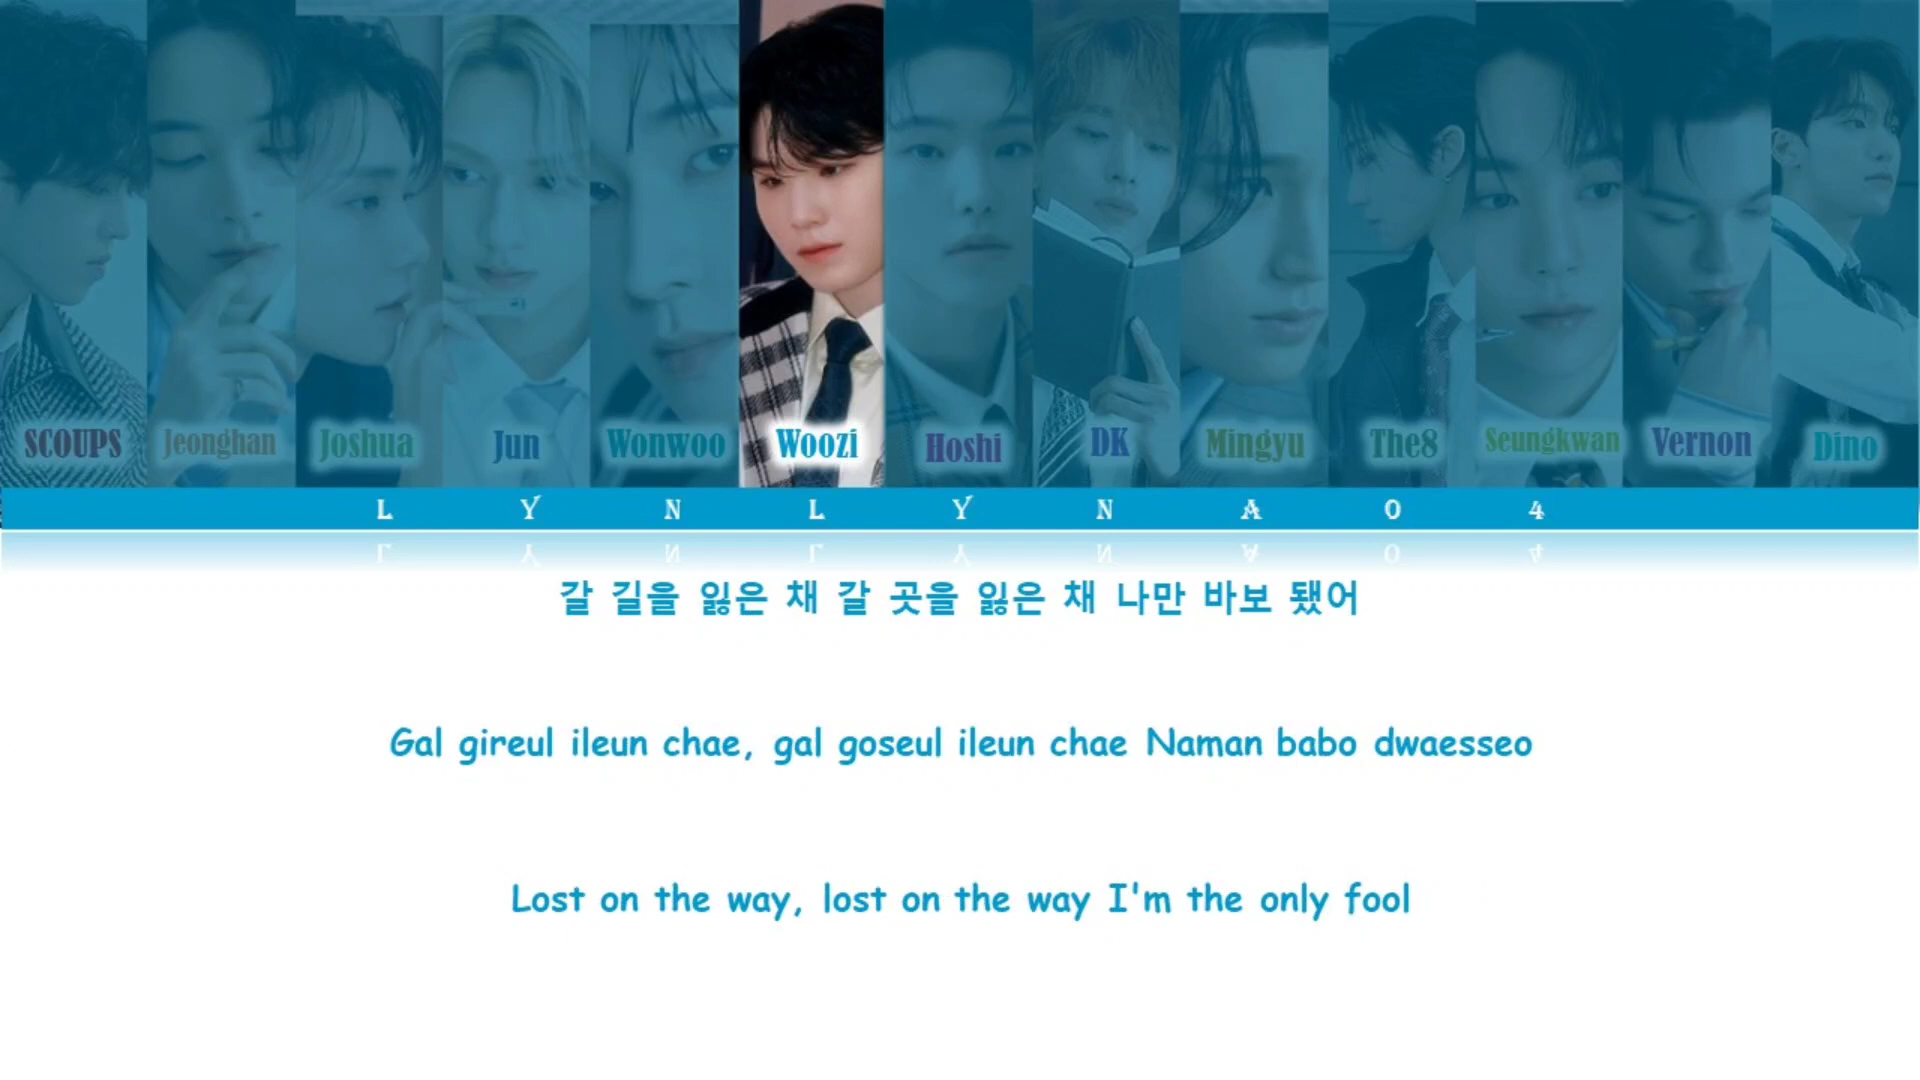 SCOUPS Jeonghan Joshua Jun Wonwoo Woozi Hoshi DK Mingyu The8 Seungkwan Vernon Dino
L Y N L Y N A 0 4
갈 길을 잃은 채 갈 곳을 잃은 채 나만 바보 됐어
Gal gireul ileun chae, gal goseul ileun chae Naman babo dwaesseo
Lost on the way, lost on the way I'm the only fool